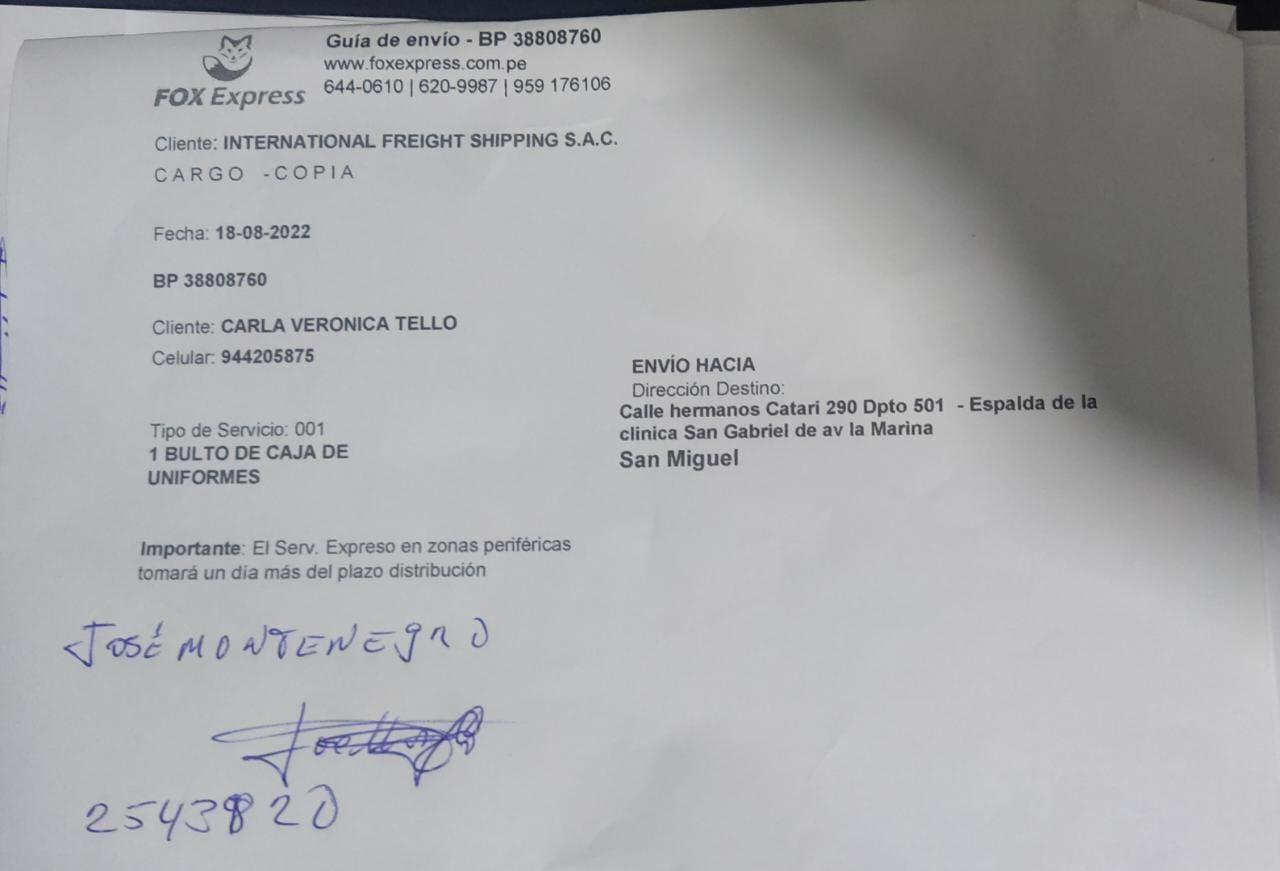 Guía de envío - BP 38808760
www.foxexpress.com.pe
644-0610 | 620-9987 | 959 176106
FOX Express
Cliente: INTERNATIONAL FREIGHT SHIPPING S.A.C.
CARGO -COPIA
Fecha: 18-08-2022
BP 38808760
Cliente: CARLA VERONICA TELLO
Celular: 944205875
ENVÍO HACIA
Dirección Destino:
Calle hermanos Catari 290 Dpto 501 - Espalda de la
clinica San Gabriel de av la Marina
San Miguel
Tipo de Servicio: 001
1 BULTO DE CAJA DE
UNIFORMES
Importante: El Serv. Expreso en zonas periféricas
tomará un día más del plazo distribución
JOSÉ MONTENEGRO
2543820